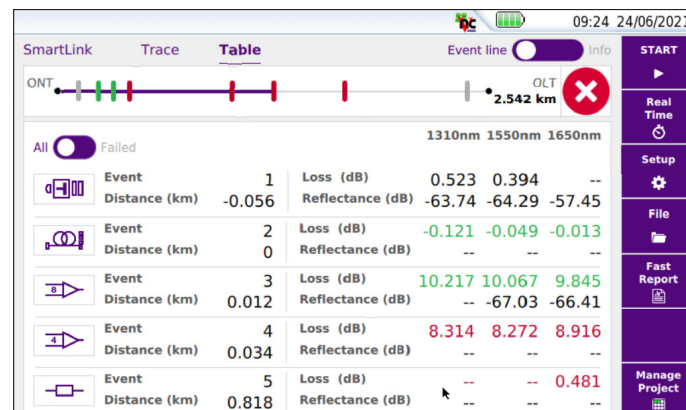 09:24 24/06/2021
SmartLink Trace Table Event line Info START
ONT OLT
2.542 km
Real
Time
1310nm 1550nm 1650nm
All Failed
Setup
Event 1 Loss (dB) 0.523 0.394 --
Distance (km) -0.056 Reflectance (dB) -63.74 -64.29 -57.45
File
Event 2 Loss (dB) -0.121 -0.049 -0.013
Distance (km) 0 Reflectance (dB) -- -- --
Fast
Report
8 Event 3 Loss (dB) 10.217 10.067 9.845
Distance (km) 0.012 Reflectance (dB) -- -67.03 -66.41
4 Event 4 Loss (dB) 8.314 8.272 8.916
Distance (km) 0.034 Reflectance (dB) -- -- --
Event 5 Loss (dB) -- -- 0.481
Distance (km) 0.818 Reflectance (dB) -- -- --
Manage
Project